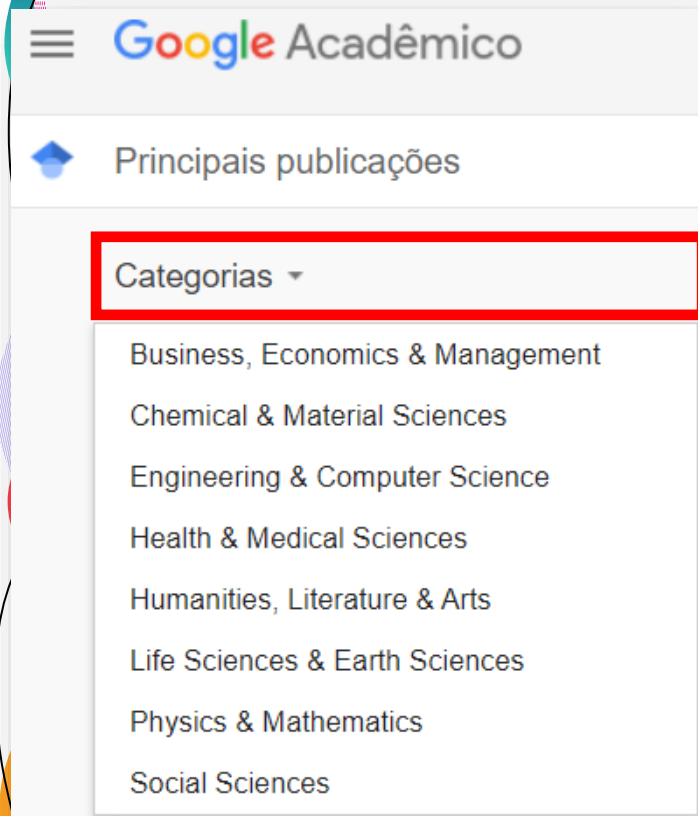 Google Acadêmico
Principais publicações
Categorias
Business, Economics & Management
Chemical & Material Sciences
Engineering & Computer Science
Health & Medical Sciences
Humanities, Literature & Arts
Life Sciences & Earth Sciences
Physics & Mathematics
Social Sciences